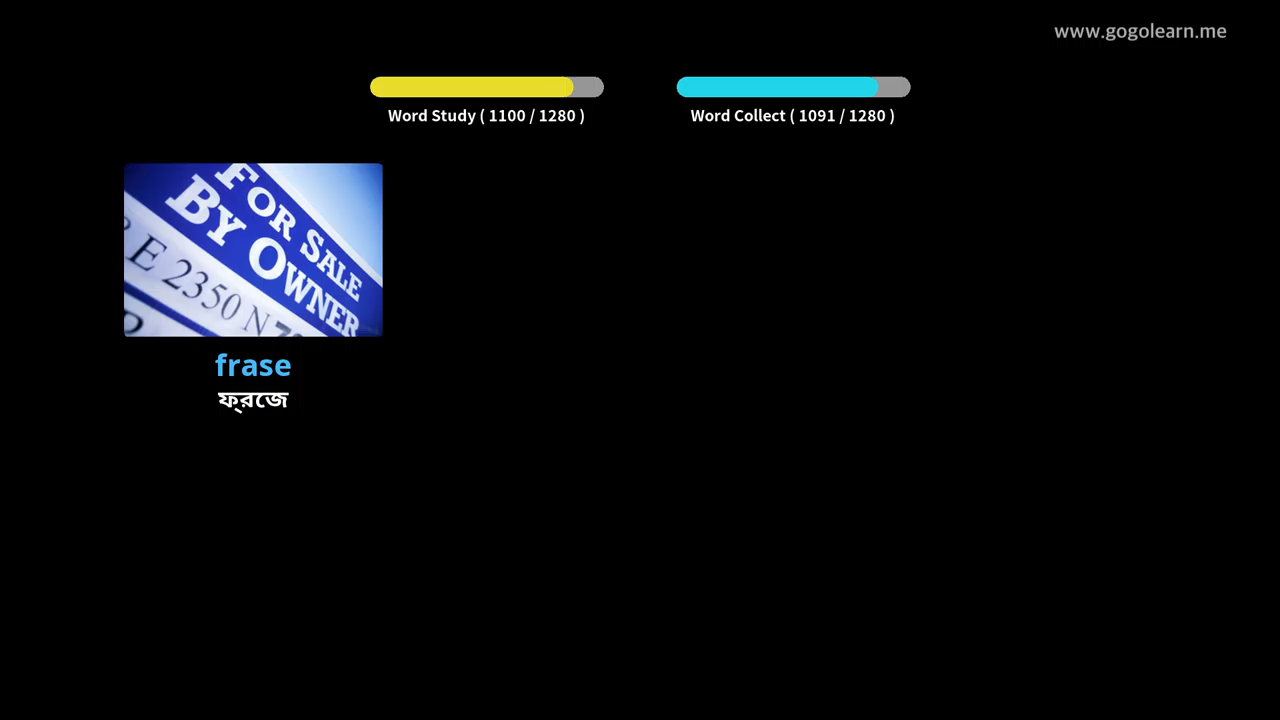 www.gogolearn.me
Word Study ( 1100 / 1280 )
Word Collect ( 1091 / 1280 )
FOR SALE
BY OWNER
E 2350 N
frase
ফ্রজে